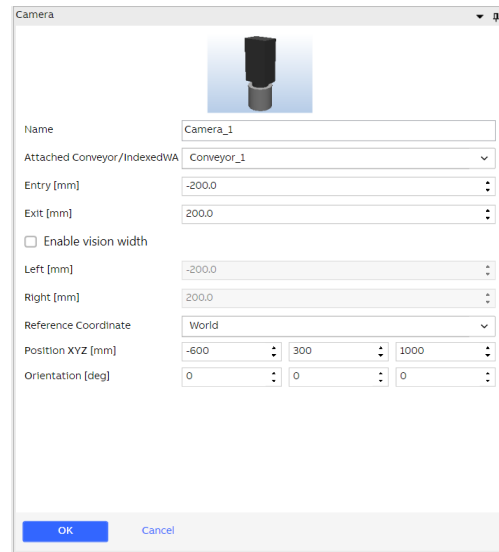 Camera
Name Camera_1
Attached Conveyor/IndexedWA Conveyor_1
Entry [mm] -200.0
Exit [mm] 200.0
Enable vision width
Left [mm] -200.0
Right [mm] 200.0
Reference Coordinate World
Position XYZ [mm] -600 300 1000
Orientation [deg] 0 0 0
OK Cancel